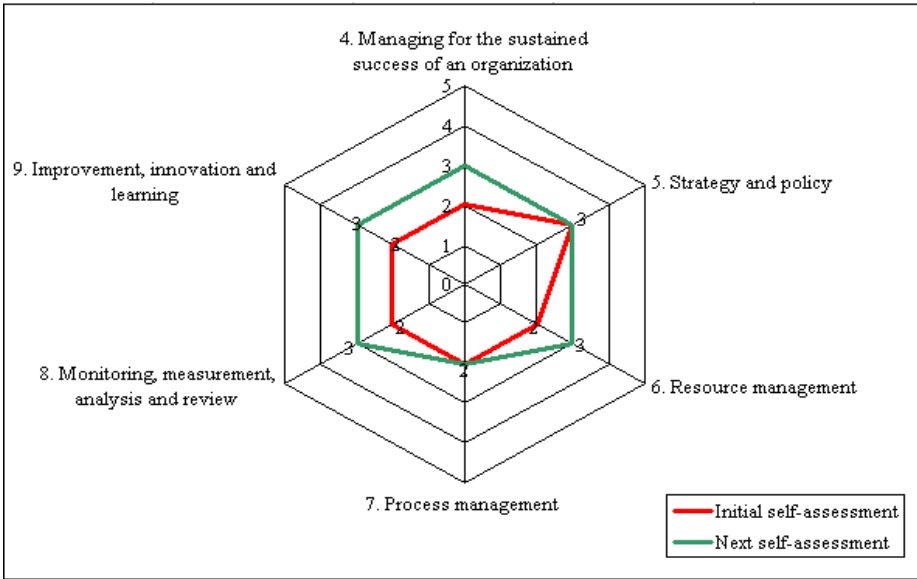 4. Managing for the sustained
success of an organization
5
4
3
2
1
0
9. Improvement, innovation and
learning
5. Strategy and policy
3
3
2
2
2
3
3
2
8. Monitoring, measurement,
analysis and review
6. Resource management
7. Process management
Initial self-assessment
Next self-assessment